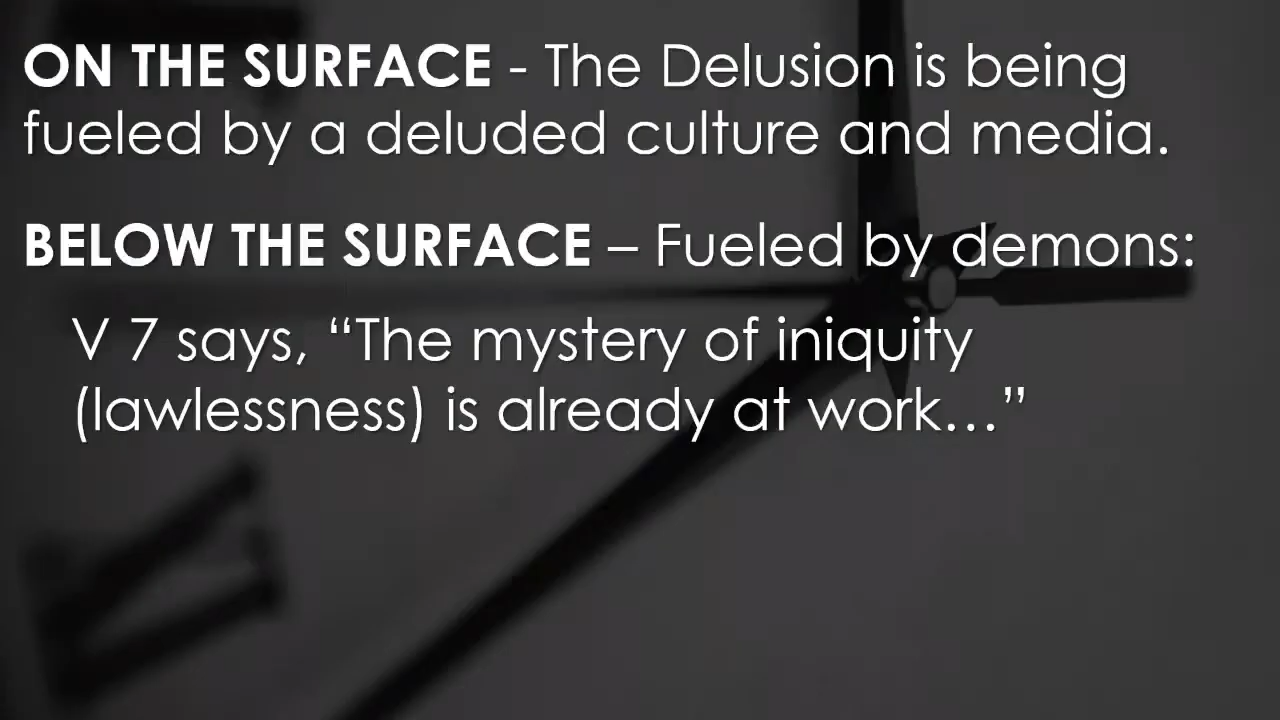 ON THE SURFACE - The Delusion is being
fueled by a deluded culture and media.
BELOW THE SURFACE – Fueled by demons:
V 7 says, “The mystery of iniquity
(lawlessness) is already at work…”